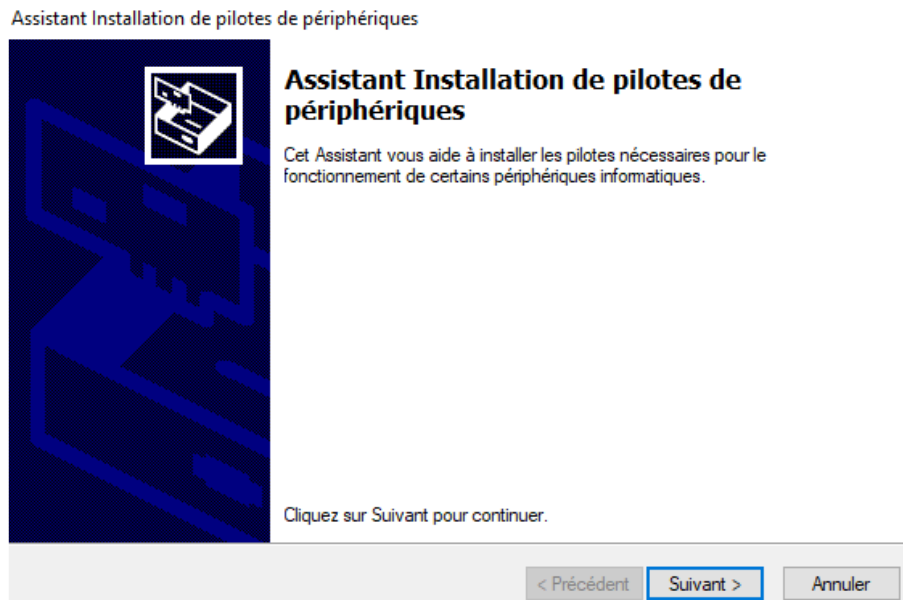 Assistant Installation de pilotes de périphériques
Assistant Installation de pilotes de
périphériques
Cet Assistant vous aide à installer les pilotes nécessaires pour le
fonctionnement de certains périphériques informatiques.
Cliquez sur Suivant pour continuer.
< Précédent Suivant > Annuler